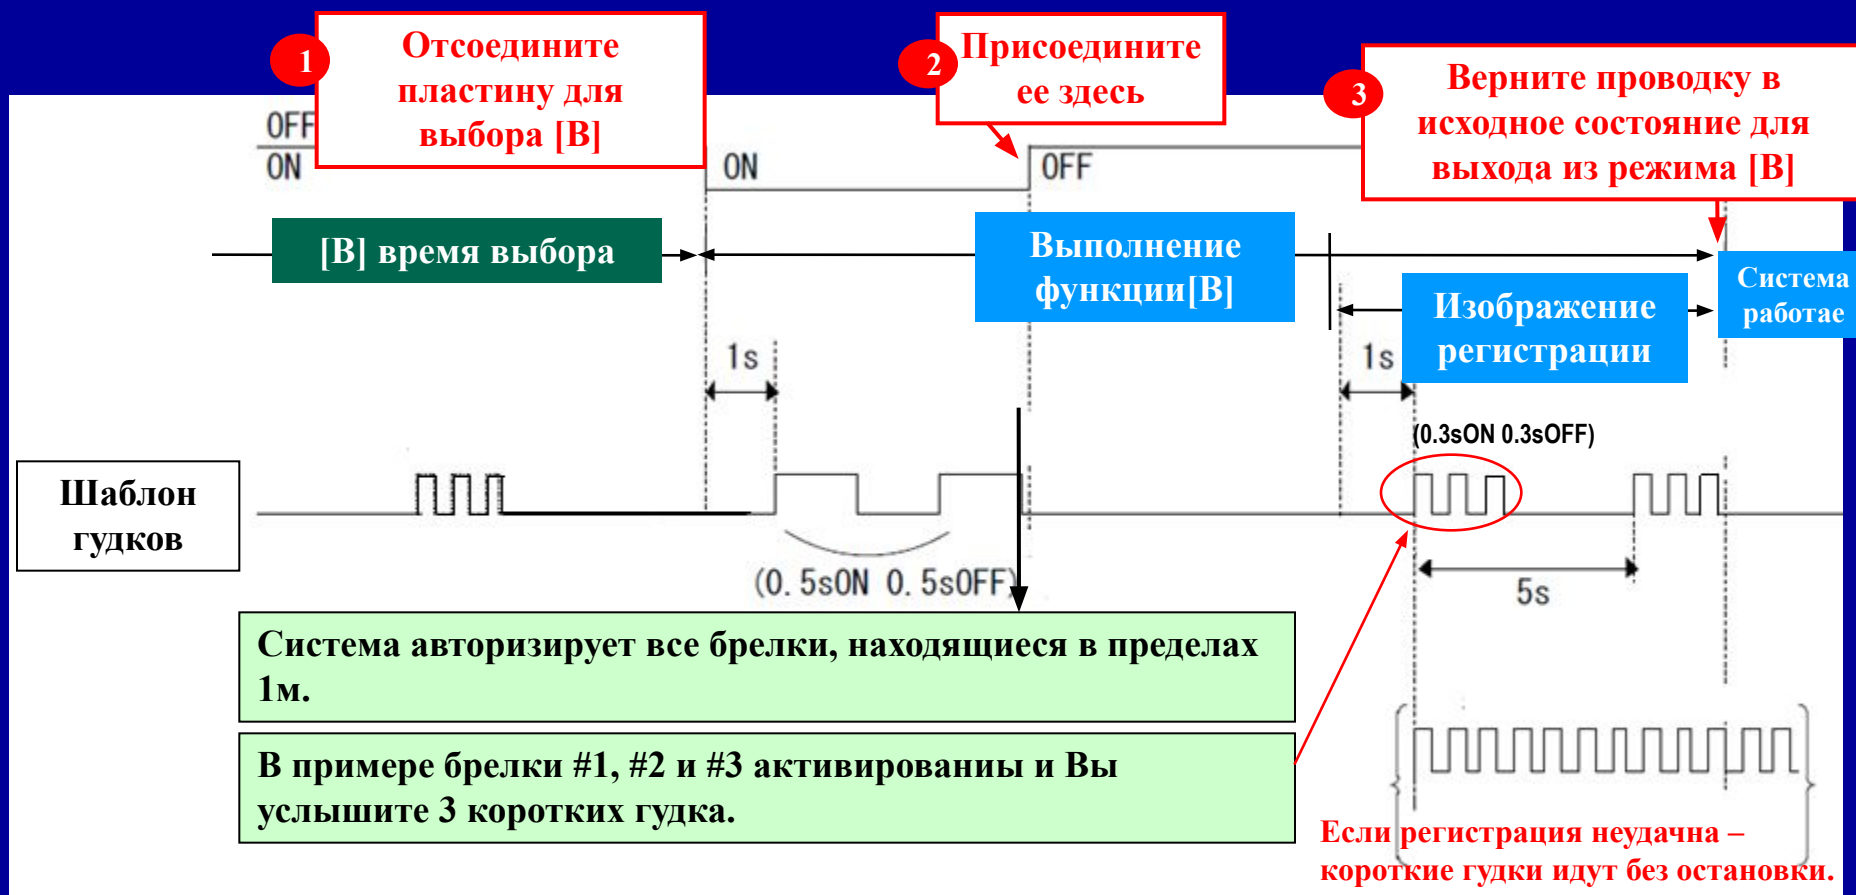 1
Отсоедините
пластину для
выбора [B]
2
Присоедините
ее здесь
3
Верните проводку в
исходное состояние для
выхода из режима [B]
OFF
ON
ON
OFF
[B] время выбора
Выполнение
функции[B]
Система
работае
Изображение
регистрации
1s
1s
(0.3sON 0.3sOFF)
Шаблон
гудков
(0.5sON 0.5sOFF)
5s
Система авторизирует все брелки, находящиеся в пределах
1м.
В примере брелки #1, #2 и #3 активированиы и Вы
услышите 3 коротких гудка.
Если регистрация неудачна –
короткие гудки идут без остановки.